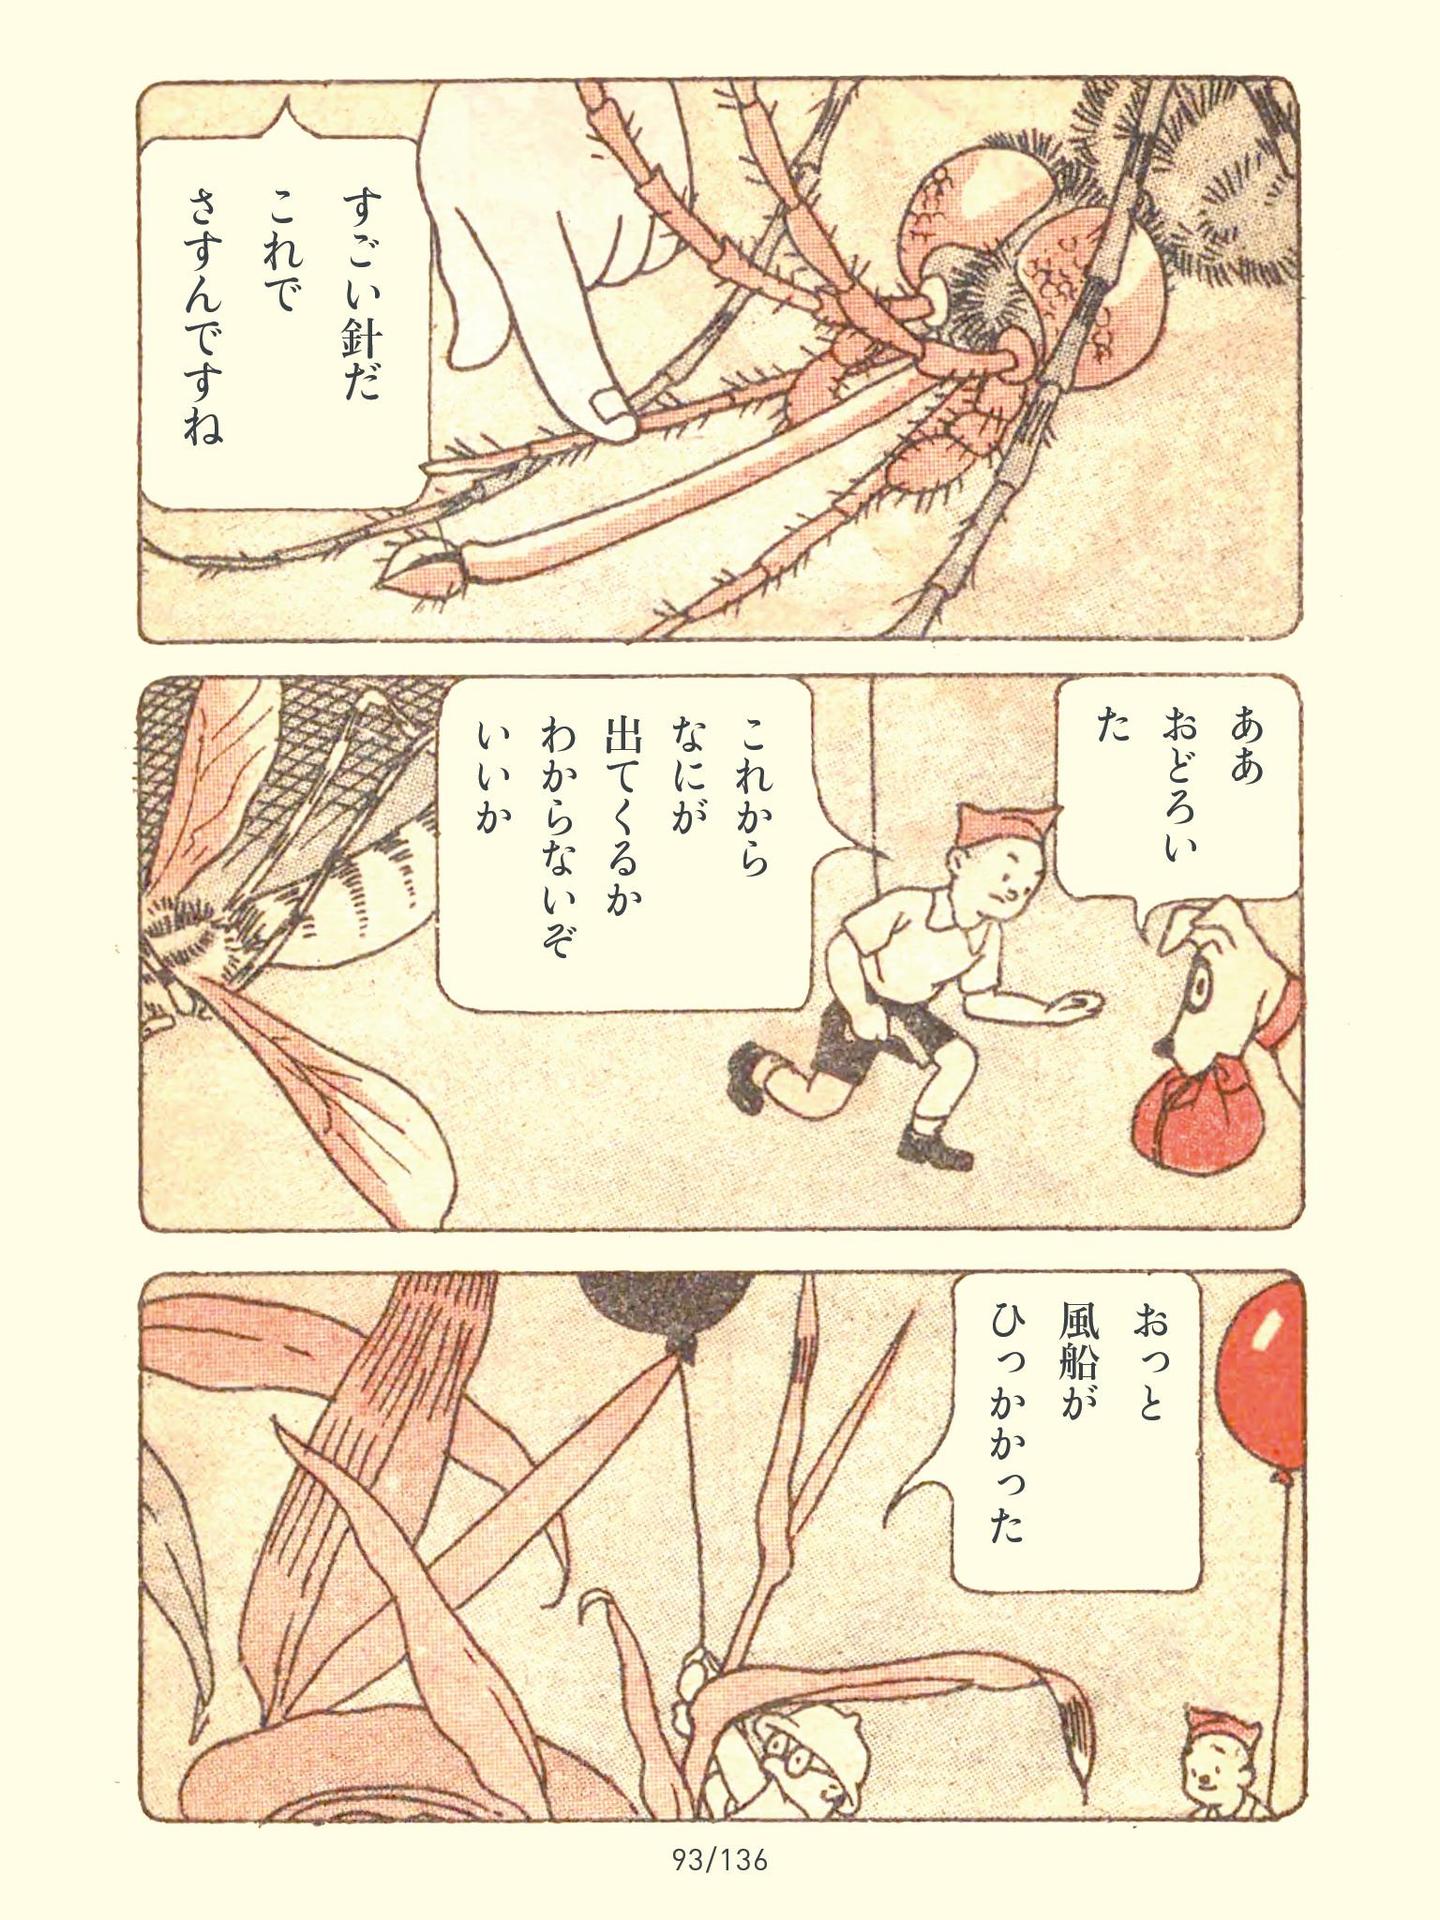 すごい針だ
これで
さすんですね
ああ
おどろい
た
これから
なにが
出てくるか
わからないぞ
いいか
おっと
風船が
ひっかかった
93/136